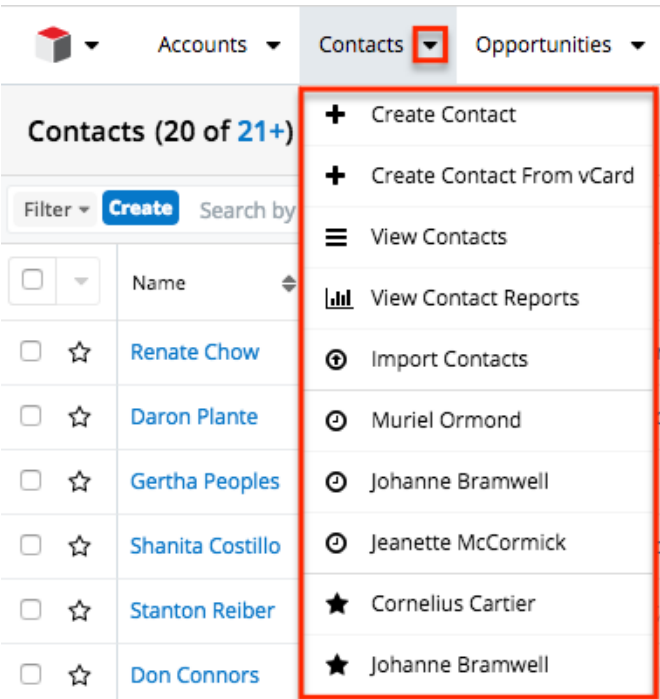 Accounts Contacts Opportunities
Contacts (20 of 21+)
Filter Create Search by
Name
Renate Chow
Daron Plante
Gertha Peoples
Shanita Costillo
Stanton Reiber
Don Connors
Create Contact
Create Contact From vCard
View Contacts
View Contact Reports
Import Contacts
Muriel Ormond
Johanne Bramwell
Jeanette McCormick
Cornelius Cartier
Johanne Bramwell